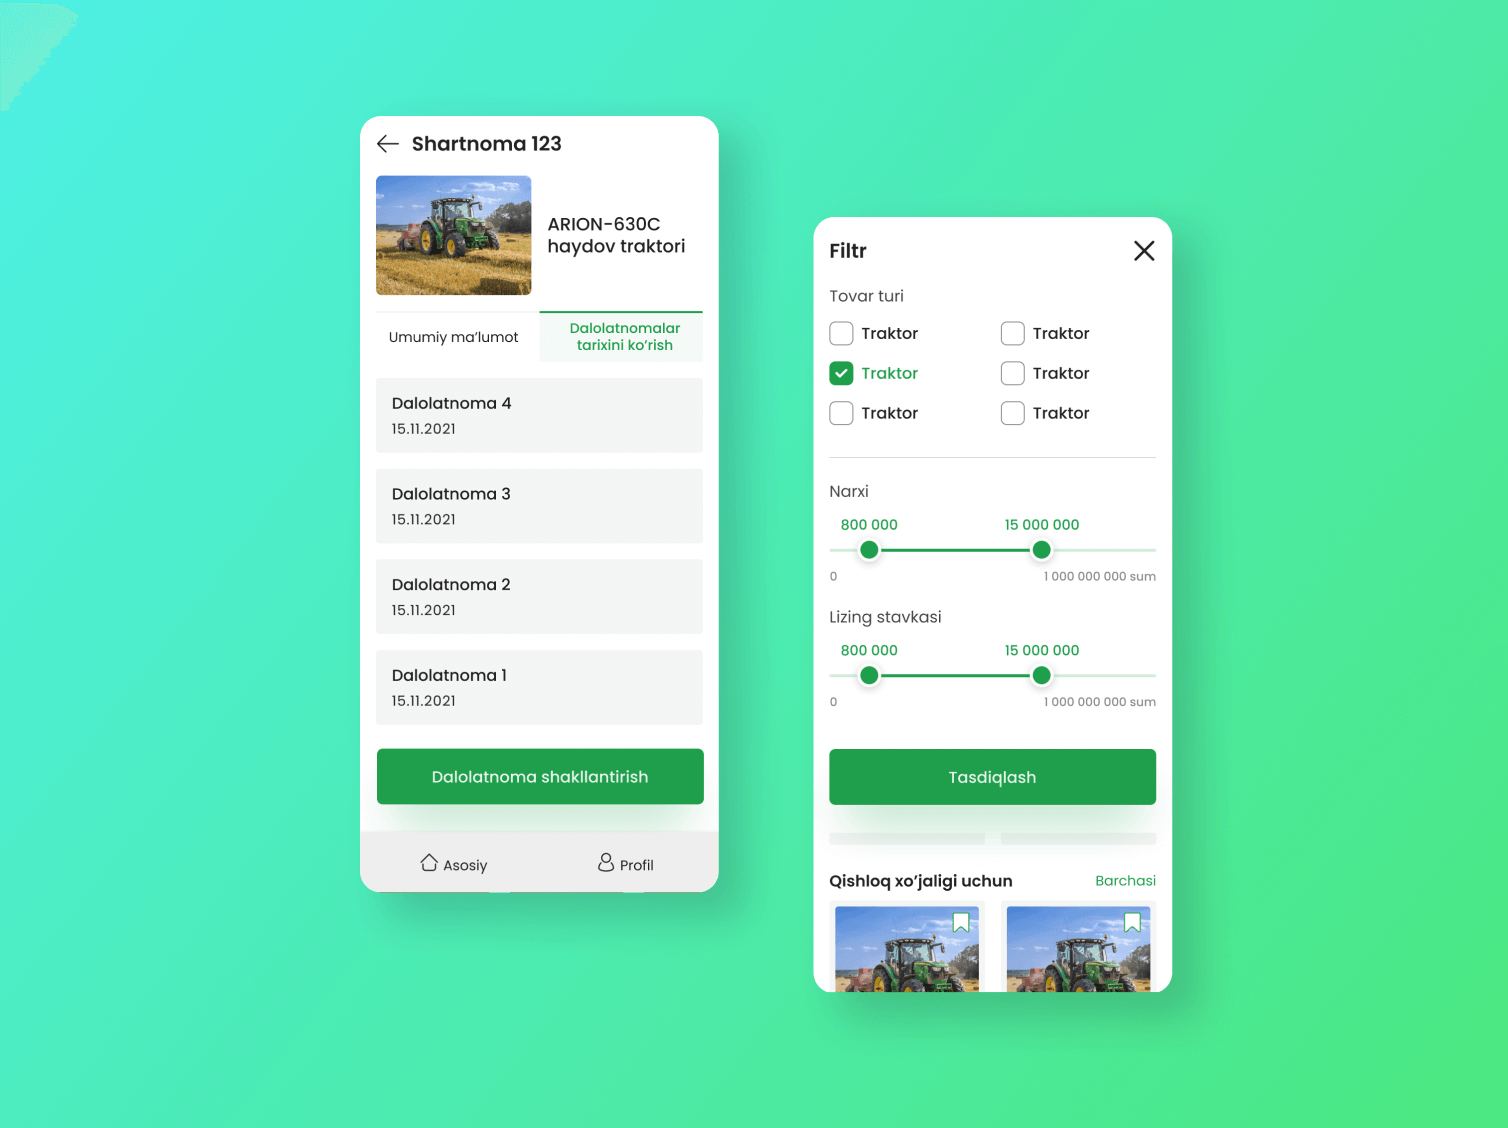 Shartnoma 123
ARION-630C
haydov traktori
Umumiy ma’lumot
Dalolatnomalar
tarixini ko’rish
Dalolatnoma 4
15.11.2021
Dalolatnoma 3
15.11.2021
Dalolatnoma 2
15.11.2021
Dalolatnoma 1
15.11.2021
Dalolatnoma shakllantirish
Asosiy
Profil
Filtr
Tovar turi
Traktor
Traktor
Traktor
Traktor
Traktor
Traktor
Narxi
800 000
15 000 000
0
1 000 000 000 sum
Lizing stavkasi
800 000
15 000 000
0
1 000 000 000 sum
Tasdiqlash
Qishloq xo’jaligi uchun
Barchasi